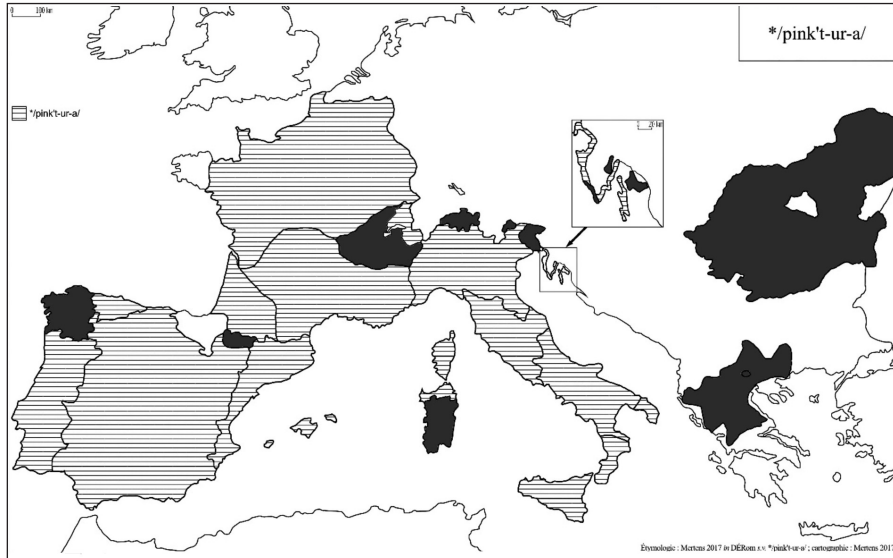 0 100 km
*/pink't-ur-a/
*/pink't-ur-a/
0 20 km
Étymologie : Mertens 2017 in DÉRom s.v. */pink't-ur-a/ ; cartographie : Mertens 2017